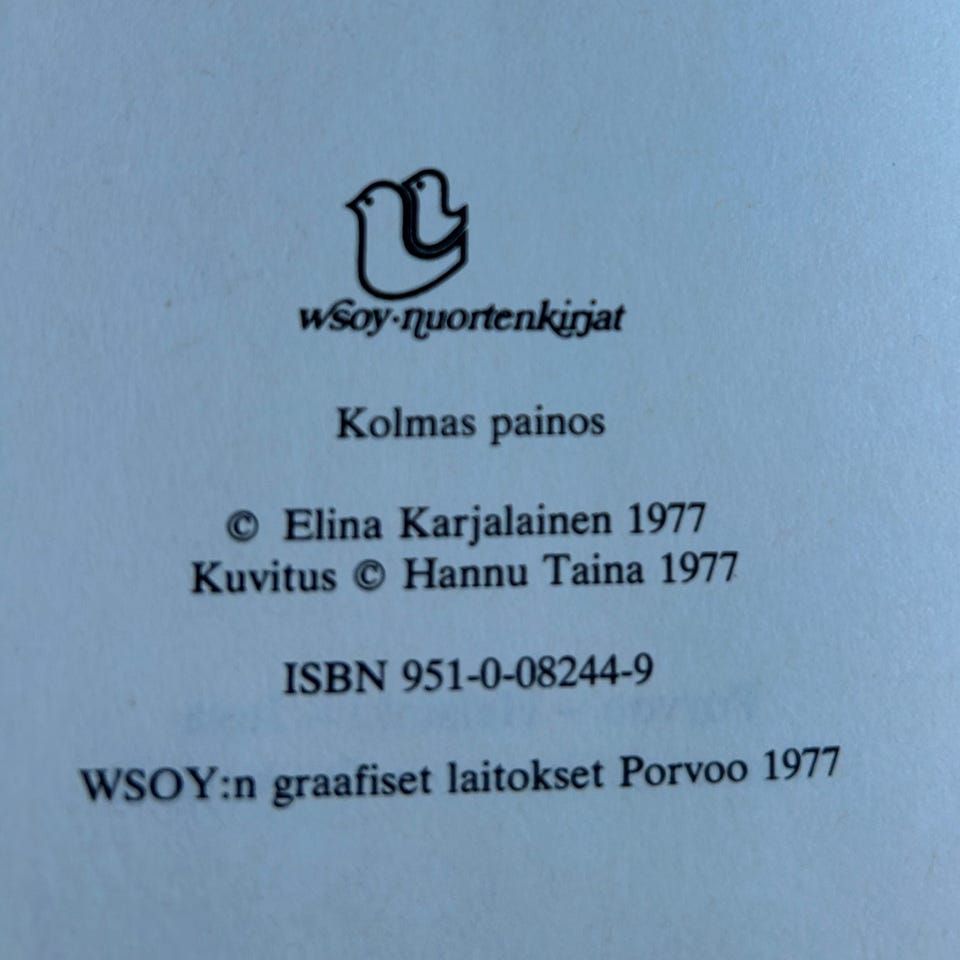 wsoy·nuortenkirjat
Kolmas painos
© Elina Karjalainen 1977
Kuvitus © Hannu Taina 1977
ISBN 951-0-08244-9
WSOY:n graafiset laitokset Porvoo 1977